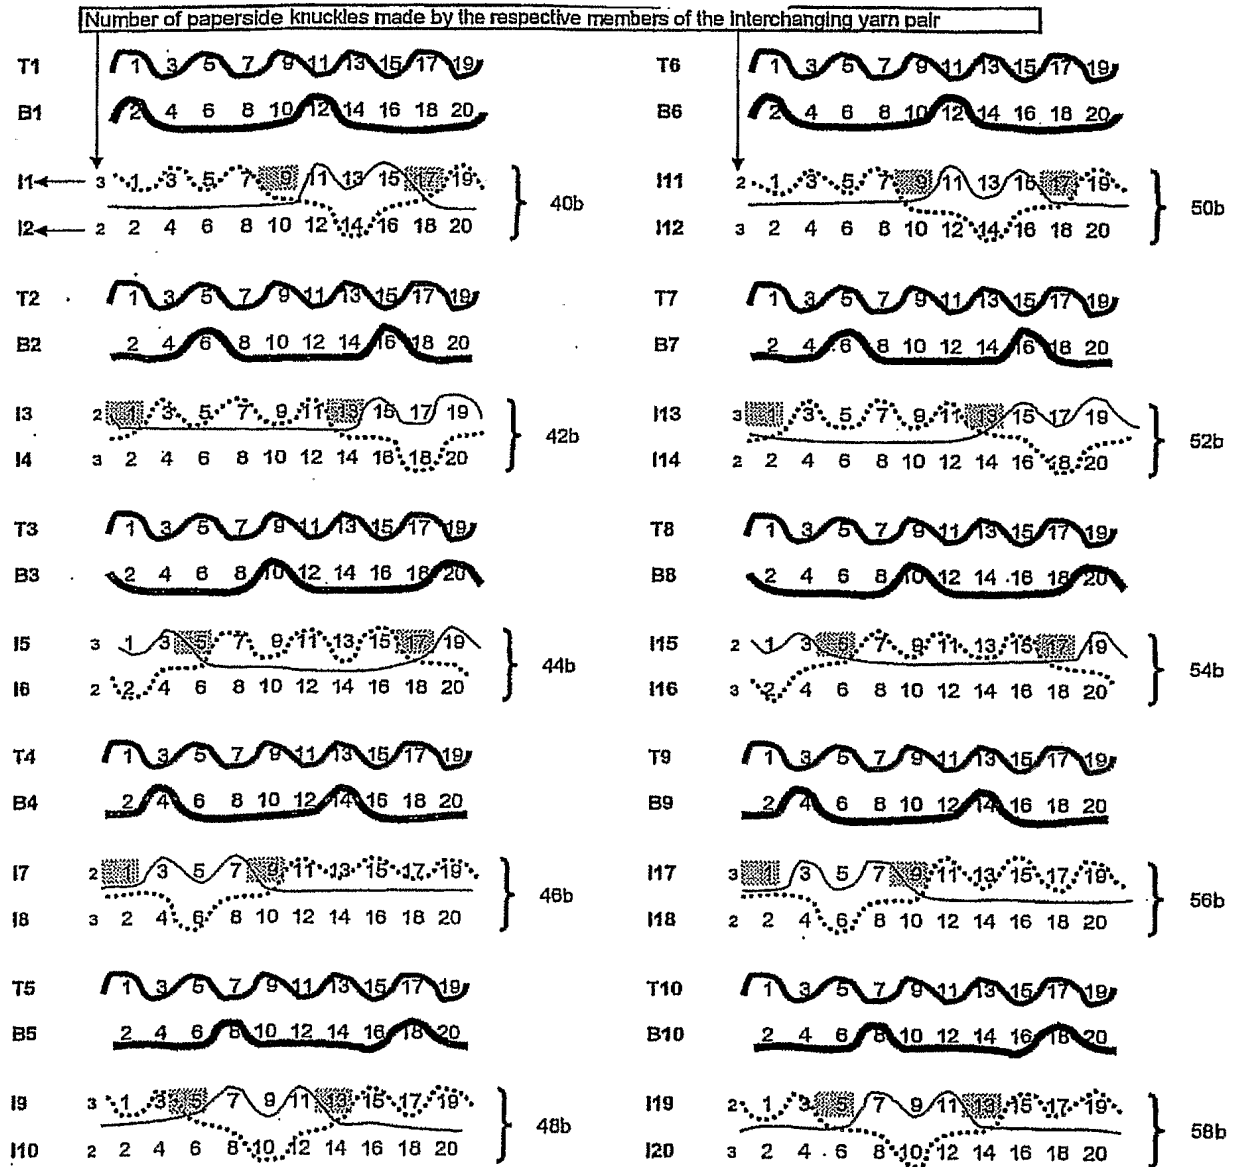 Number of paperside knuckles made by the respective members of the interchanging yarn pair
T1 1 3 5 7 9 11 13 15 17 19
B1 2 4 6 8 10 12 14 16 18 20
I1 3 1 3 5 7 9 11 13 15 17 19
40b
I2 2 2 4 6 8 10 12 14 16 18 20
T2 1 3 5 7 9 11 13 15 17 19
B2 2 4 6 8 10 12 14 16 18 20
I3 2 1 3 5 7 9 11 13 15 17 19
42b
I4 3 2 4 6 8 10 12 14 16 18 20
T3 1 3 5 7 9 11 13 15 17 19
B3 2 4 6 8 10 12 14 16 18 20
I5 3 1 3 5 7 9 11 13 15 17 19
44b
I6 2 2 4 6 8 10 12 14 16 18 20
T4 1 3 5 7 9 11 13 15 17 19
B4 2 4 6 8 10 12 14 16 18 20
I7 2 1 3 5 7 9 11 13 15 17 19
46b
I8 3 2 4 6 8 10 12 14 16 18 20
T5 1 3 5 7 9 11 13 15 17 19
B5 2 4 6 8 10 12 14 16 18 20
I9 3 1 3 5 7 9 11 13 15 17 19
48b
I10 2 2 4 6 8 10 12 14 16 18 20
T6 1 3 5 7 9 11 13 15 17 19
B6 2 4 6 8 10 12 14 16 18 20
I11 2 1 3 5 7 9 11 13 15 17 19
50b
I12 3 2 4 6 8 10 12 14 16 18 20
T7 1 3 5 7 9 11 13 15 17 19
B7 2 4 6 8 10 12 14 16 18 20
I13 3 1 3 5 7 9 11 13 15 17 19
52b
I14 2 2 4 6 8 10 12 14 16 18 20
T8 1 3 5 7 9 11 13 15 17 19
B8 2 4 6 8 10 12 14 16 18 20
I15 2 1 3 5 7 9 11 13 15 17 19
54b
I16 3 2 4 6 8 10 12 14 16 18 20
T9 1 3 5 7 9 11 13 15 17 19
B9 2 4 6 8 10 12 14 16 18 20
I17 3 1 3 5 7 9 11 13 15 17 19
56b
I18 2 2 4 6 8 10 12 14 16 18 20
T10 1 3 5 7 9 11 13 15 17 19
B10 2 4 6 8 10 12 14 16 18 20
I19 2 1 3 5 7 9 11 13 15 17 19
58b
I20 3 2 4 6 8 10 12 14 16 18 20